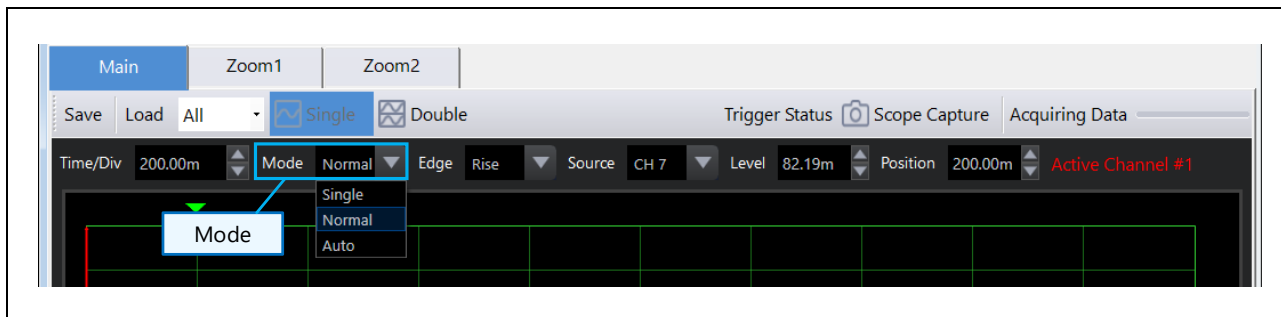 Main Zoom1 Zoom2
Save Load All Single Double Trigger Status Scope Capture Acquiring Data
Time/Div 200.00m Mode Normal Edge Rise Source CH 7 Level 82.19m Position 200.00m Active Channel #1
Single
Normal
Mode
Auto